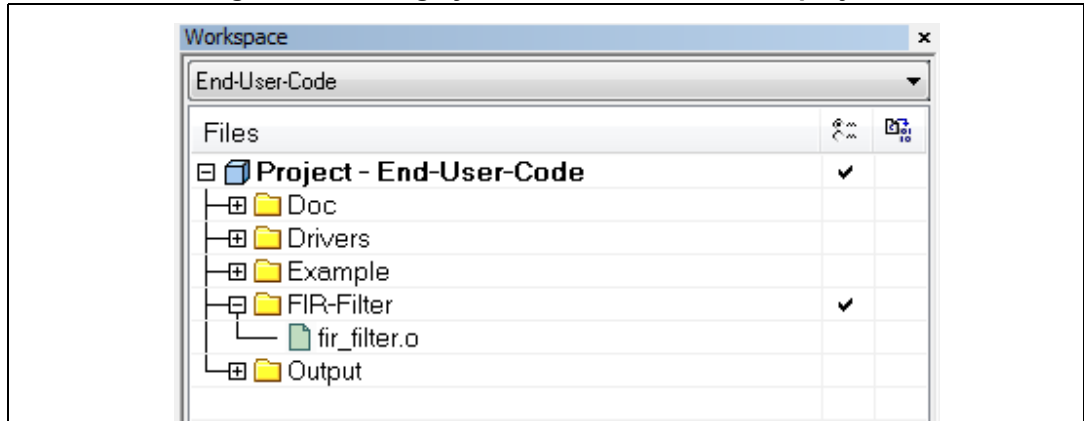 Workspace
End-User-Code
Files
Project - End-User-Code
Doc
Drivers
Example
FIR-Filter
fir_filter.o
Output